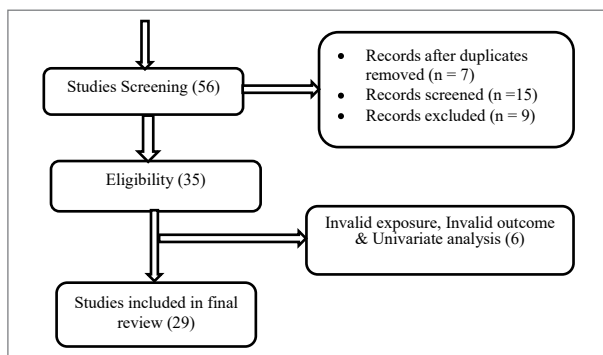 Studies Screening (56)
• Records after duplicates
removed (n = 7)
• Records screened (n =15)
• Records excluded (n = 9)
Eligibility (35)
Invalid exposure, Invalid outcome
& Univariate analysis (6)
Studies included in final
review (29)